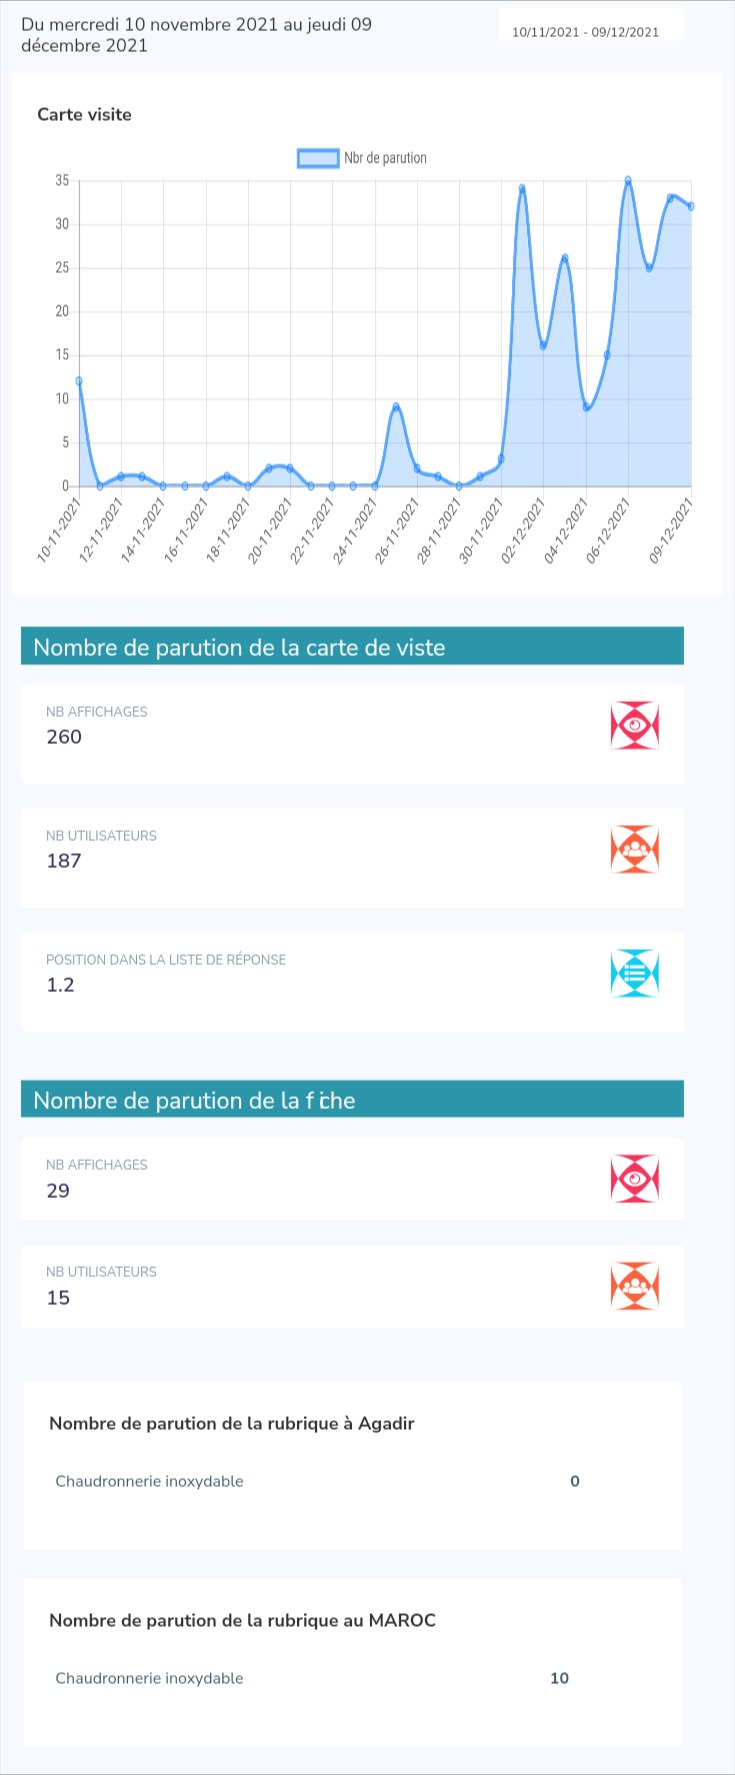 Du mercredi 10 novembre 2021 au jeudi 09
décembre 2021
10/11/2021 - 09/12/2021
Carte visite
Nbr de parution
35
30
25
20
15
10
5
0
10-11-2021
12-11-2021
14-11-2021
16-11-2021
18-11-2021
20-11-2021
22-11-2021
24-11-2021
26-11-2021
28-11-2021
30-11-2021
02-12-2021
04-12-2021
06-12-2021
09-12-2021
Nombre de parution de la carte de viste
NB AFFICHAGES
260
NB UTILISATEURS
187
POSITION DANS LA LISTE DE RÉPONSE
1.2
Nombre de parution de la fiche
NB AFFICHAGES
29
NB UTILISATEURS
15
Nombre de parution de la rubrique à Agadir
Chaudronnerie inoxydable 0
Nombre de parution de la rubrique au MAROC
Chaudronnerie inoxydable 10